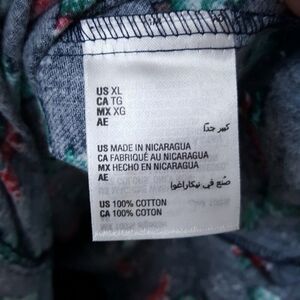 US XL
CA TG
MX XG
AE
كبير جدًا
US MADE IN NICARAGUA
CA FABRIQUÉ AU NICARAGUA
MX HECHO EN NICARAGUA
AE
صُنع في نيكاراغوا
US 100% COTTON
CA 100% COTON